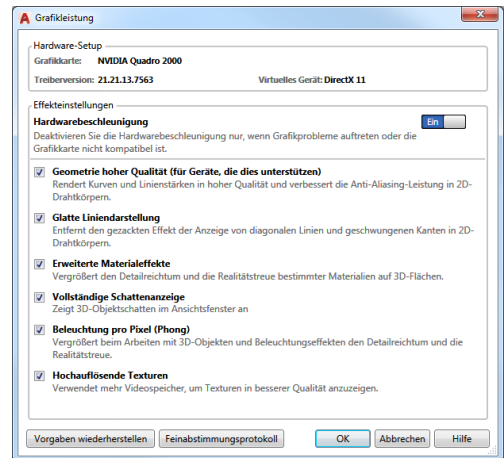 A Grafikleistung
Hardware-Setup
Grafikkarte: NVIDIA Quadro 2000
Treiberversion: 21.21.13.7563 Virtuelles Gerät: DirectX 11
Effekteinstellungen
Hardwarebeschleunigung Ein
Deaktivieren Sie die Hardwarebeschleunigung nur, wenn Grafikprobleme auftreten oder die
Grafikkarte nicht kompatibel ist.
Geometrie hoher Qualität (für Geräte, die dies unterstützen)
Rendert Kurven und Linienstärken in hoher Qualität und verbessert die Anti-Aliasing-Leistung in 2D-
Drahtkörpern.
Glatte Liniendarstellung
Entfernt den gezackten Effekt der Anzeige von diagonalen Linien und geschwungenen Kanten in 2D-
Drahtkörpern.
Erweiterte Materialeffekte
Vergrößert den Detailreichtum und die Realitätstreue bestimmter Materialien auf 3D-Flächen.
Vollständige Schattenanzeige
Zeigt 3D-Objektschatten im Ansichtsfenster an
Beleuchtung pro Pixel (Phong)
Vergrößert beim Arbeiten mit 3D-Objekten und Beleuchtungseffekten den Detailreichtum und die
Realitätstreue.
Hochauflösende Texturen
Verwendet mehr Videospeicher, um Texturen in besserer Qualität anzuzeigen.
Vorgaben wiederherstellen Feinabstimmungsprotokoll OK Abbrechen Hilfe